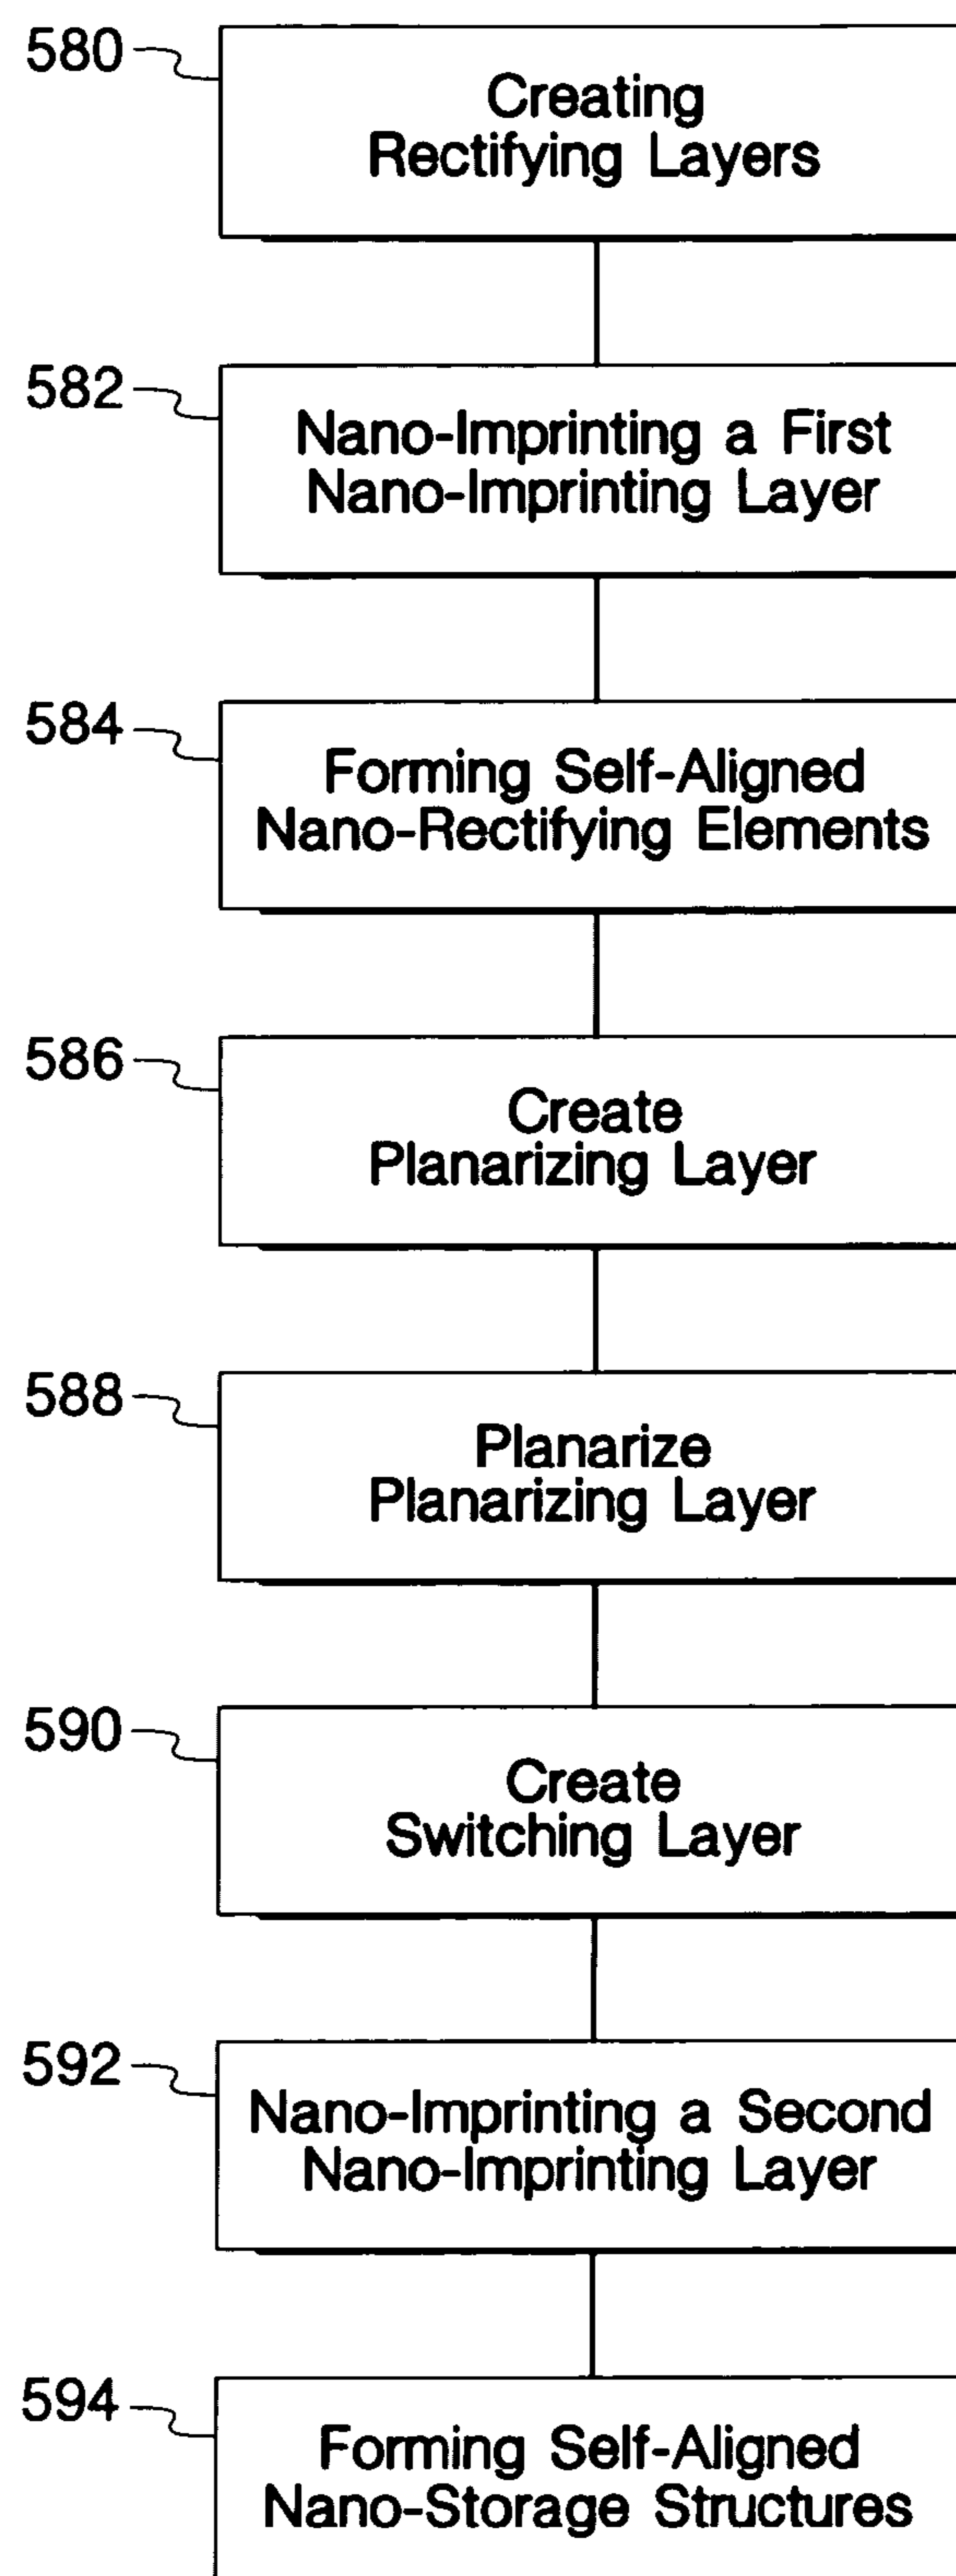 580
Creating
Rectifying Layers
582
Nano-Imprinting a First
Nano-Imprinting Layer
584
Forming Self-Aligned
Nano-Rectifying Elements
586
Create
Planarizing Layer
588
Planarize
Planarizing Layer
590
Create
Switching Layer
592
Nano-Imprinting a Second
Nano-Imprinting Layer
594
Forming Self-Aligned
Nano-Storage Structures